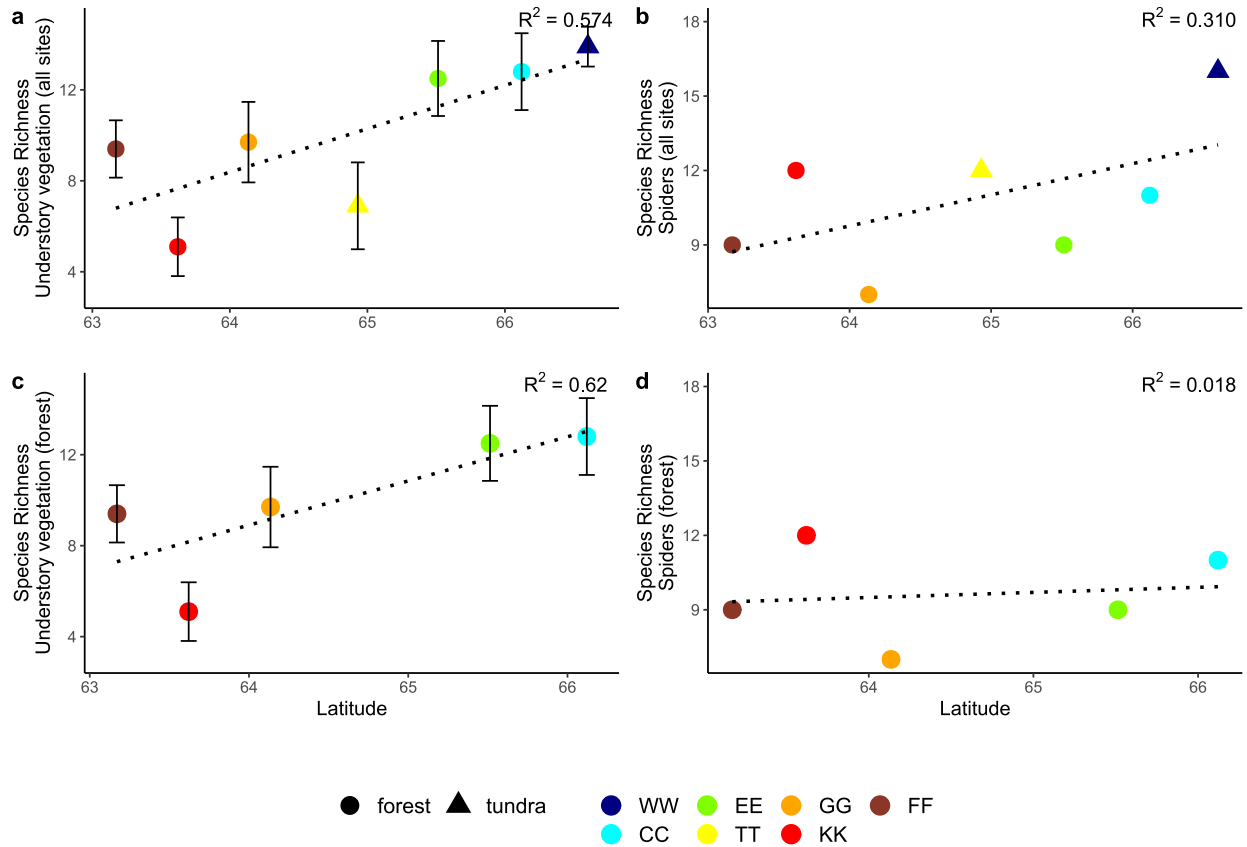 a
R² = 0.574
Species Richness
Understory vegetation (all sites)
12
8
4
63 64 65 66
b
R² = 0.310
Species Richness
Spiders (all sites)
18
15
12
9
63 64 65 66
c
R² = 0.62
Species Richness
Understory vegetation (forest)
12
8
4
63 64 65 66
Latitude
d
R² = 0.018
Species Richness
Spiders (forest)
18
15
12
9
64 65 66
Latitude
forest tundra
WW EE GG FF
CC TT KK